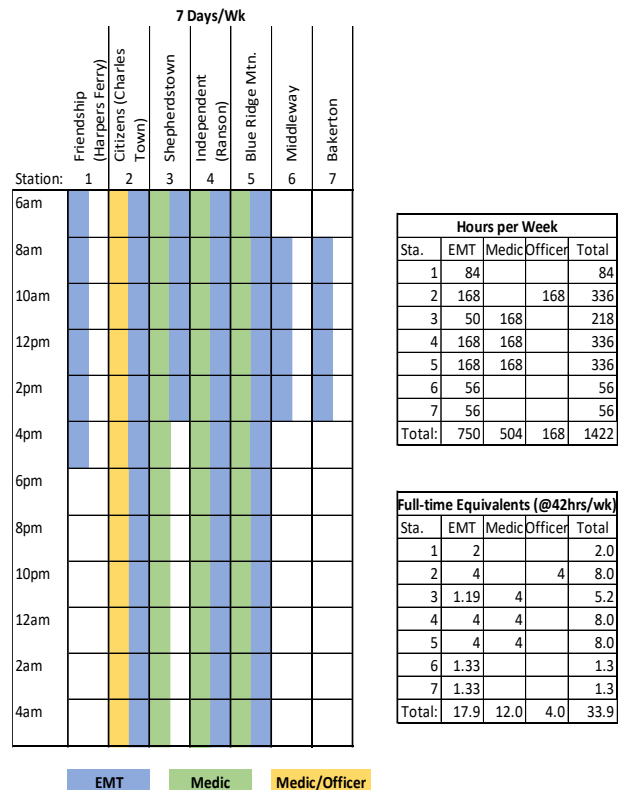 7 Days/Wk
Friendship
(Harpers Ferry)
Citizens (Charles
Town)
Shepherdstown
Independent
(Ranson)
Blue Ridge Mtn.
Middleway
Bakerton
Station: 1 2 3 4 5 6 7
6am
8am
10am
12pm
2pm
4pm
6pm
8pm
10pm
12am
2am
4am
EMT Medic Medic/Officer
Hours per Week
Sta. EMT Medic Officer Total
1 84 84
2 168 168 336
3 50 168 218
4 168 168 336
5 168 168 336
6 56 56
7 56 56
Total: 750 504 168 1422
Full-time Equivalents (@42hrs/wk)
Sta. EMT Medic Officer Total
1 2 2.0
2 4 4 8.0
3 1.19 4 5.2
4 4 4 8.0
5 4 4 8.0
6 1.33 1.3
7 1.33 1.3
Total: 17.9 12.0 4.0 33.9